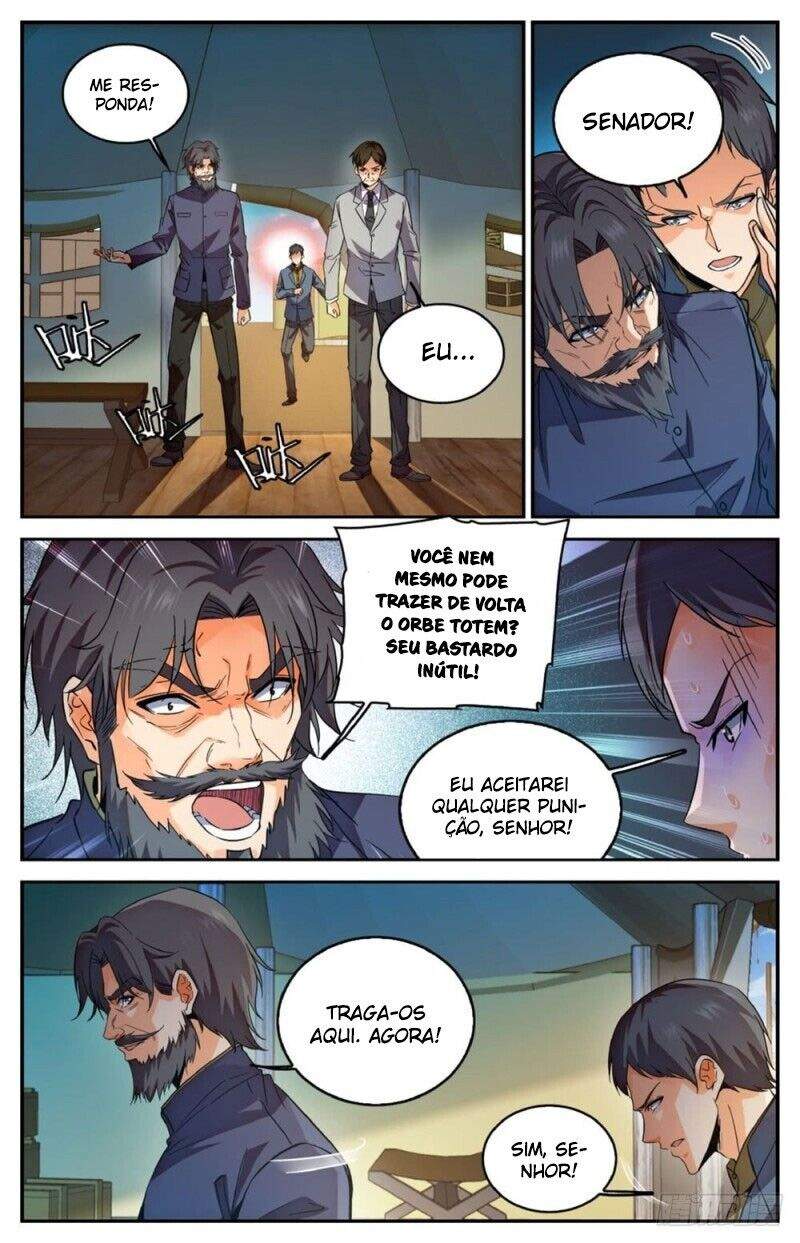 ME RES-
PONDA!
EU...
SENADOR!
VOCÊ NEM
MESMO PODE
TRAZER DE VOLTA
O ORBE TOTEM?
SEU BASTARDO
INÚTIL!
EU ACEITAREI
QUALQUER PUNI-
ÇÃO, SENHOR!
TRAGA-OS
AQUI. AGORA!
SIM, SE-
NHOR!